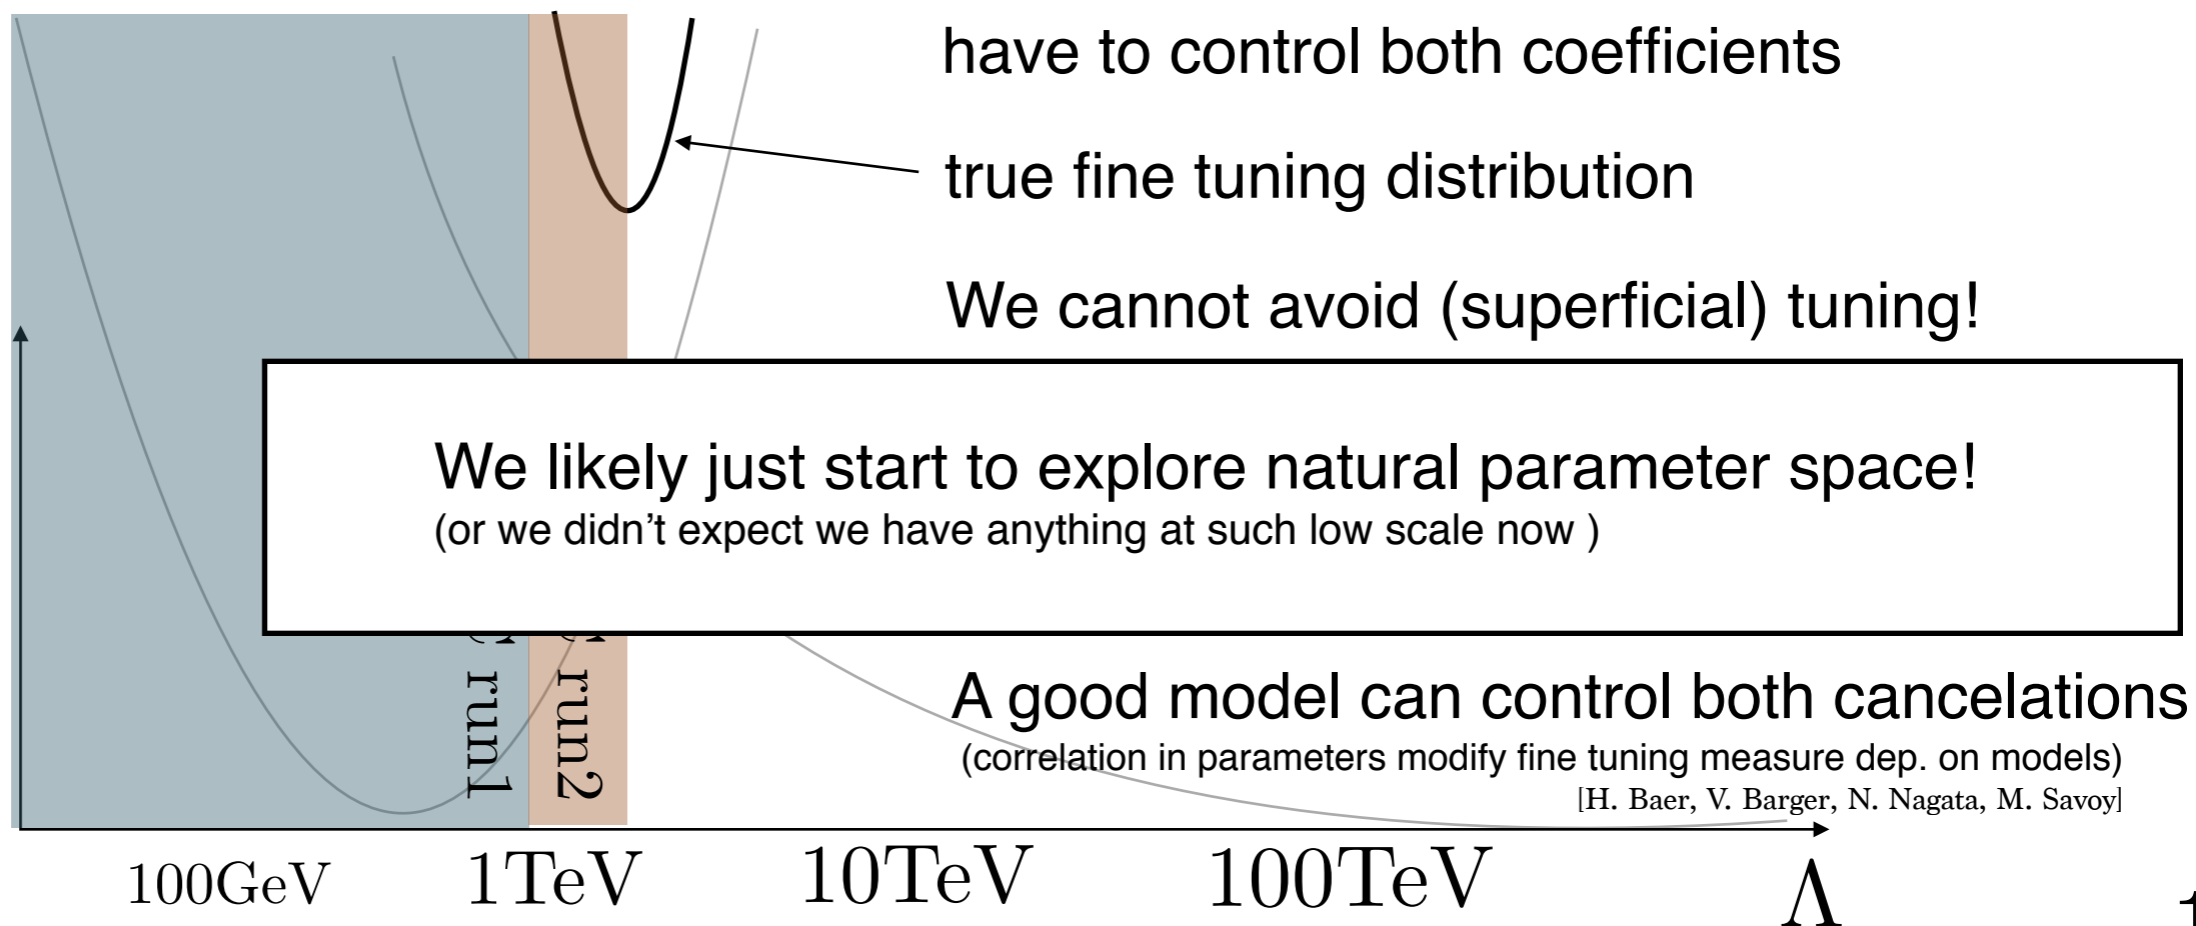 have to control both coefficients
true fine tuning distribution
We cannot avoid (superficial) tuning!
We likely just start to explore natural parameter space!
(or we didn't expect we have anything at such low scale now )
run1
run2
A good model can control both cancelations
(correlation in parameters modify fine tuning measure dep. on models)
[H. Baer, V. Barger, N. Nagata, M. Savoy]
100GeV 1TeV 10TeV 100TeV Λ